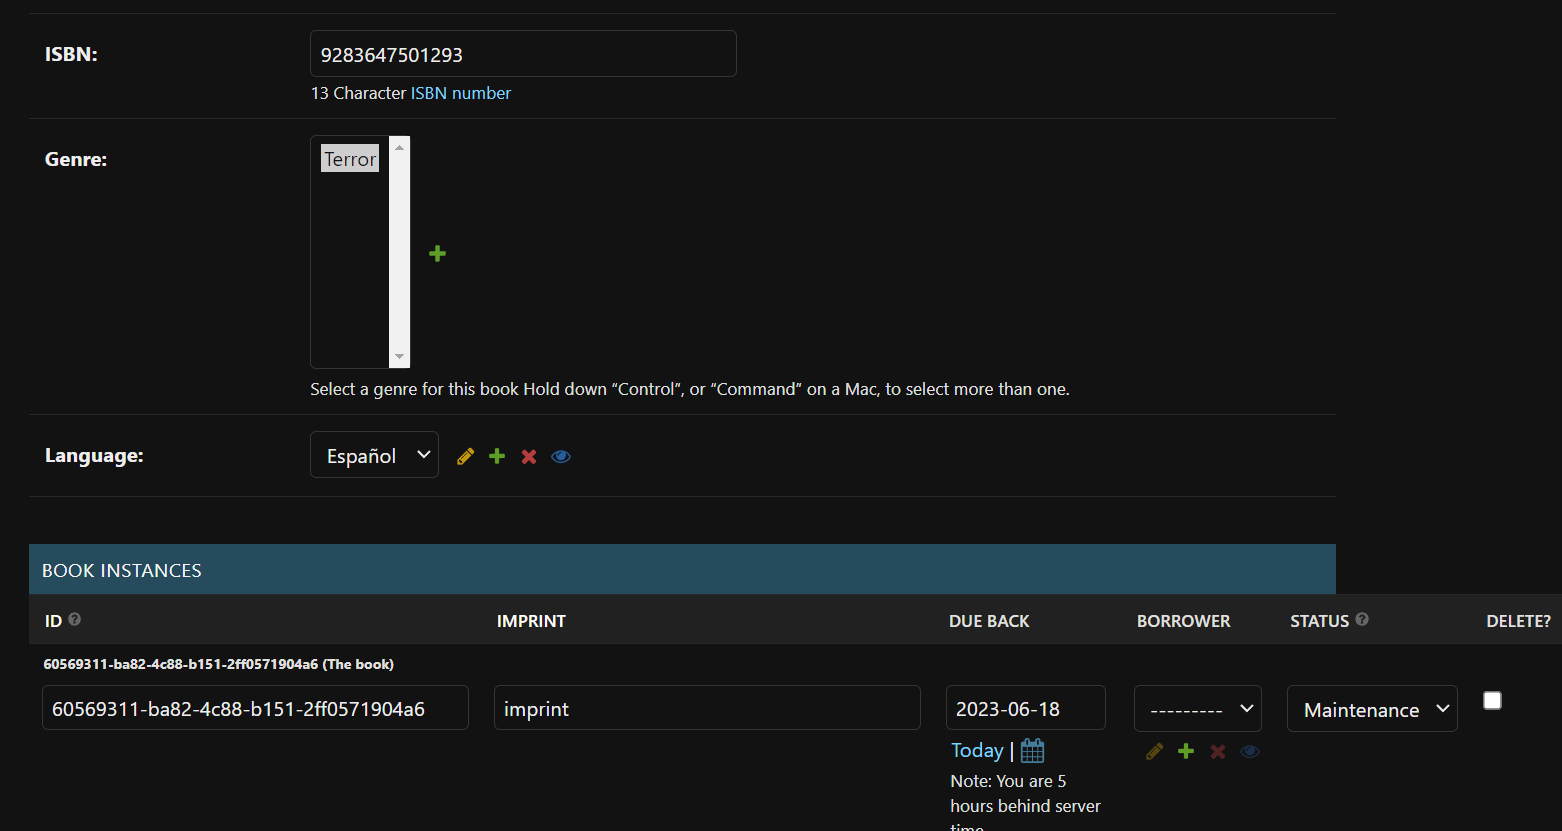 ISBN:
9283647501293
13 Character ISBN number
Genre:
Terror
Select a genre for this book Hold down “Control”, or “Command” on a Mac, to select more than one.
Language:
Español
BOOK INSTANCES
ID ? IMPRINT DUE BACK BORROWER STATUS ? DELETE?
60569311-ba82-4c88-b151-2ff0571904a6 (The book)
60569311-ba82-4c88-b151-2ff0571904a6 imprint 2023-06-18 --------- Maintenance
Today |
Note: You are 5
hours behind server
time.